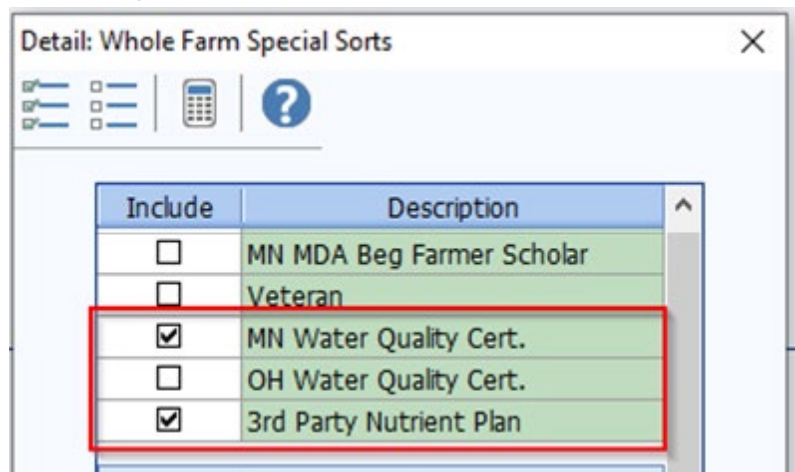 Detail: Whole Farm Special Sorts
?
Include Description
MN MDA Beg Farmer Scholar
Veteran
MN Water Quality Cert.
OH Water Quality Cert.
3rd Party Nutrient Plan